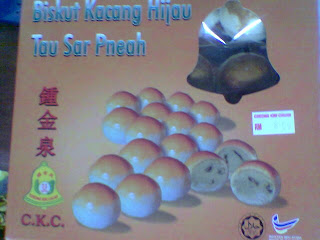 Biskut Kacang Hijau
Tau Sar Pneah
鍾金泉
C.K.C.
RM